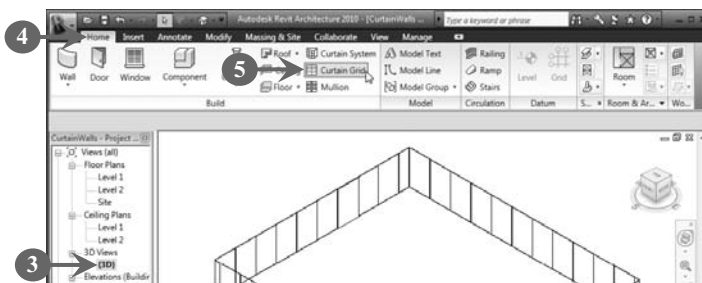 Autodesk Revit Architecture 2010 - [CurtainWalls ...
Type a keyword or phrase
4
Home Insert Annotate Modify Massing & Site Collaborate View Manage
Wall Door Window Component
Roof
Floor
5
Curtain System
Curtain Grid
Mullion
Model Text
Model Line
Model Group
Railing
Ramp
Stairs
Level Grid
Room
Build Model Circulation Datum S... Room & Ar... Wo...
CurtainWalls - Project ...
Views (all)
Floor Plans
Level 1
Level 2
Site
Ceiling Plans
Level 1
Level 2
3D Views
3
{3D}
Elevations (Buildin